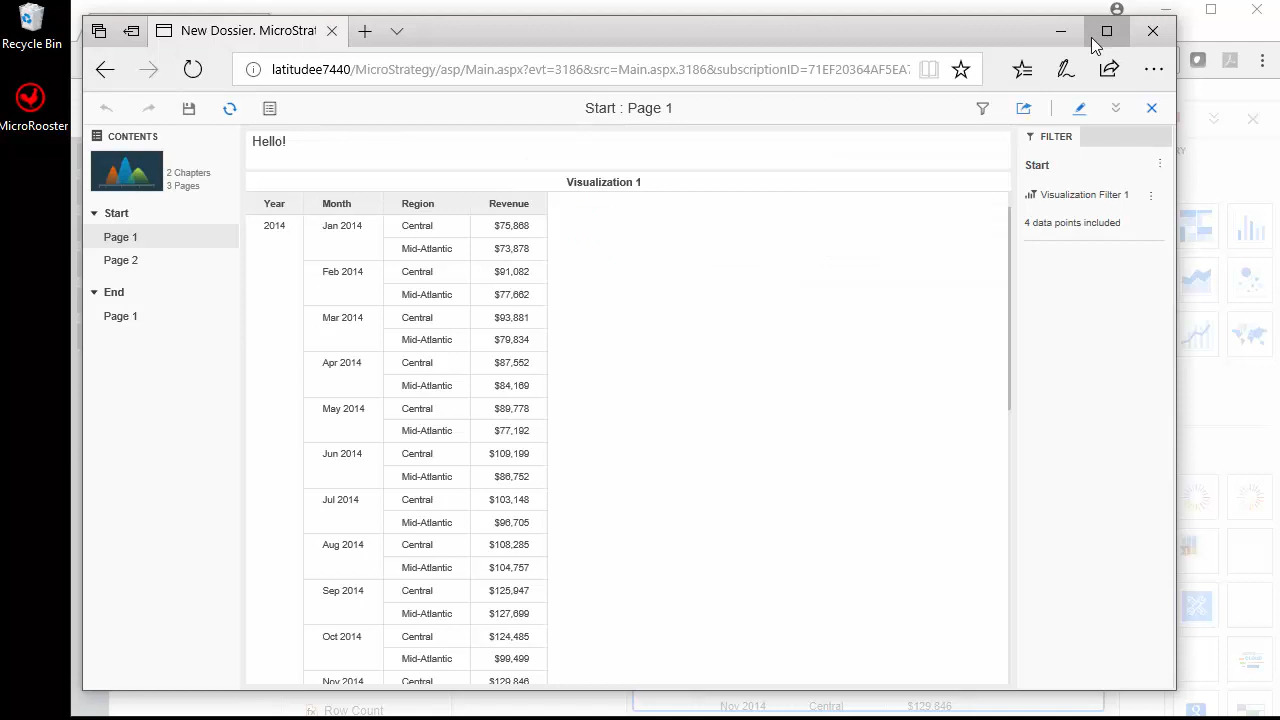 Recycle Bin
MicroRooster
New Dossier. MicroStrat
latitudee7440/MicroStrategy/asp/Main.aspx?evt=3186&src=Main.aspx.3186&subscriptionID=71EF20364AF5EA7
Start : Page 1
CONTENTS
2 Chapters
3 Pages
Start
Page 1
Page 2
End
Page 1
Hello!
Visualization 1
Year Month Region Revenue
2014 Jan 2014 Central $75,868
Mid-Atlantic $73,878
Feb 2014 Central $91,082
Mid-Atlantic $77,662
Mar 2014 Central $93,881
Mid-Atlantic $79,834
Apr 2014 Central $87,552
Mid-Atlantic $84,169
May 2014 Central $89,778
Mid-Atlantic $77,192
Jun 2014 Central $109,199
Mid-Atlantic $86,752
Jul 2014 Central $103,148
Mid-Atlantic $96,705
Aug 2014 Central $108,285
Mid-Atlantic $104,757
Sep 2014 Central $125,947
Mid-Atlantic $127,699
Oct 2014 Central $124,485
Mid-Atlantic $99,499
Nov 2014 Central $129,846
FILTER
Start
Visualization Filter 1
4 data points included
Row Count
Nov 2014 Central $129,846